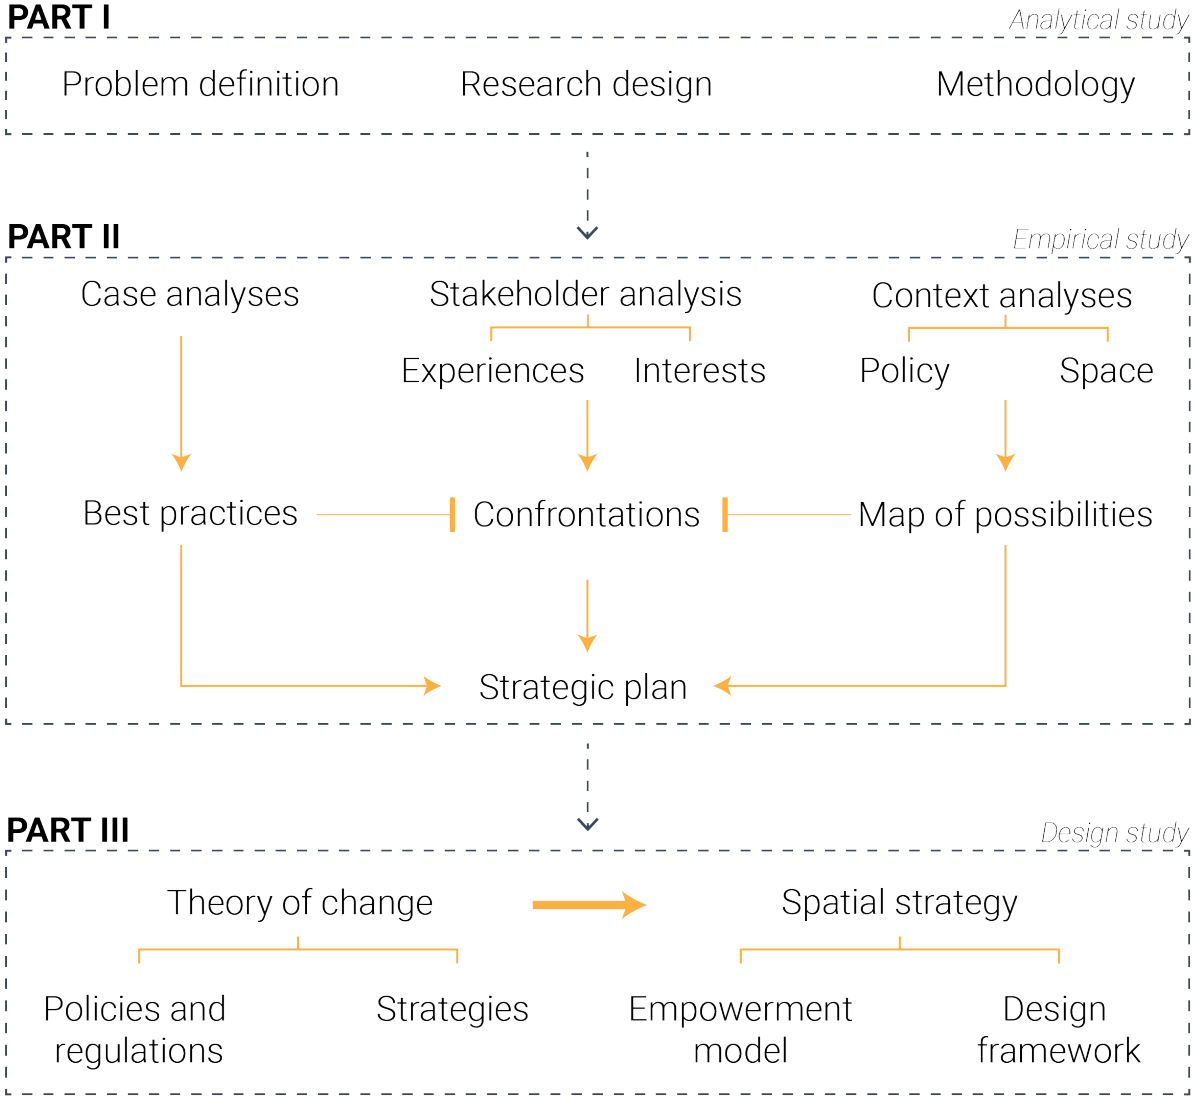 PART I
Analytical study
Problem definition
Research design
Methodology
PART II
Empirical study
Case analyses
Stakeholder analysis
Context analyses
Experiences
Interests
Policy
Space
Best practices
Confrontations
Map of possibilities
Strategic plan
PART III
Design study
Theory of change
Spatial strategy
Policies and
regulations
Strategies
Empowerment
model
Design
framework